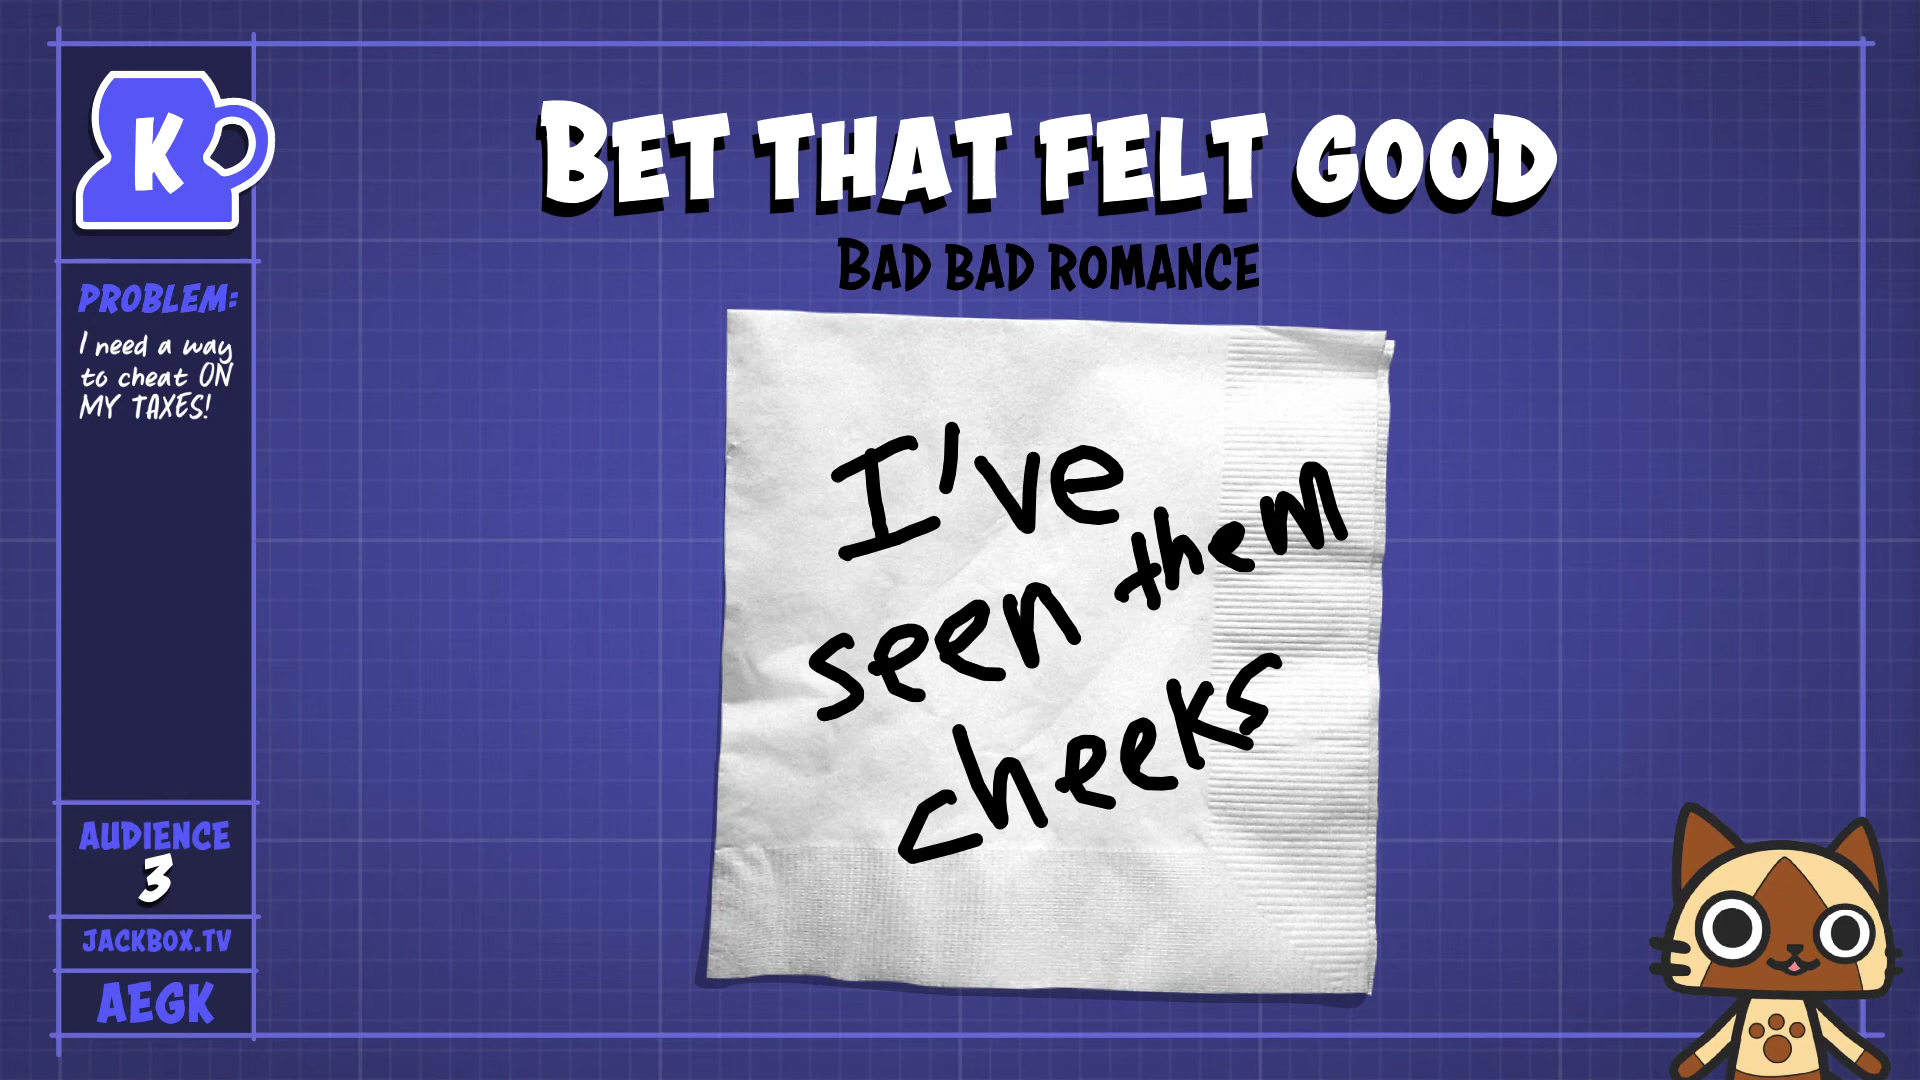 K
BET THAT FELT GOOD
BAD BAD ROMANCE
PROBLEM:
I need a way
to cheat ON
MY TAXES!
I've
seen them
cheeks
AUDIENCE
3
JACKBOX.TV
AEGK